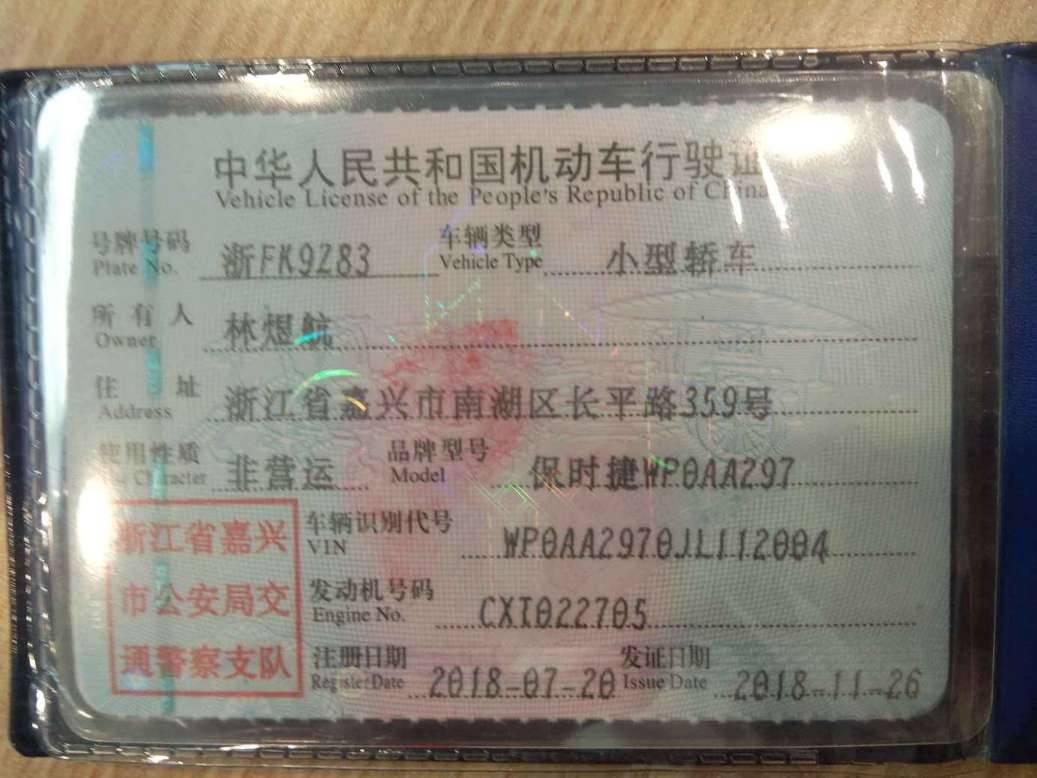 中华人民共和国机动车行驶证
Vehicle License of the People's Republic of China
号牌号码 浙FK9Z83 车辆类型 小型轿车
Plate No. Vehicle Type
所有人 林煜航
Owner
住址 浙江省嘉兴市南湖区长平路359号
Address
使用性质 非营运 品牌型号 保时捷WP0AA297
Character Model
浙江省嘉兴
市公安局交
通警察支队
车辆识别代号 WP0AA2970JL112004
VIN
发动机号码 CXT022705
Engine No.
注册日期 2018-07-20 发证日期 2018-11-26
Register Date Issue Date